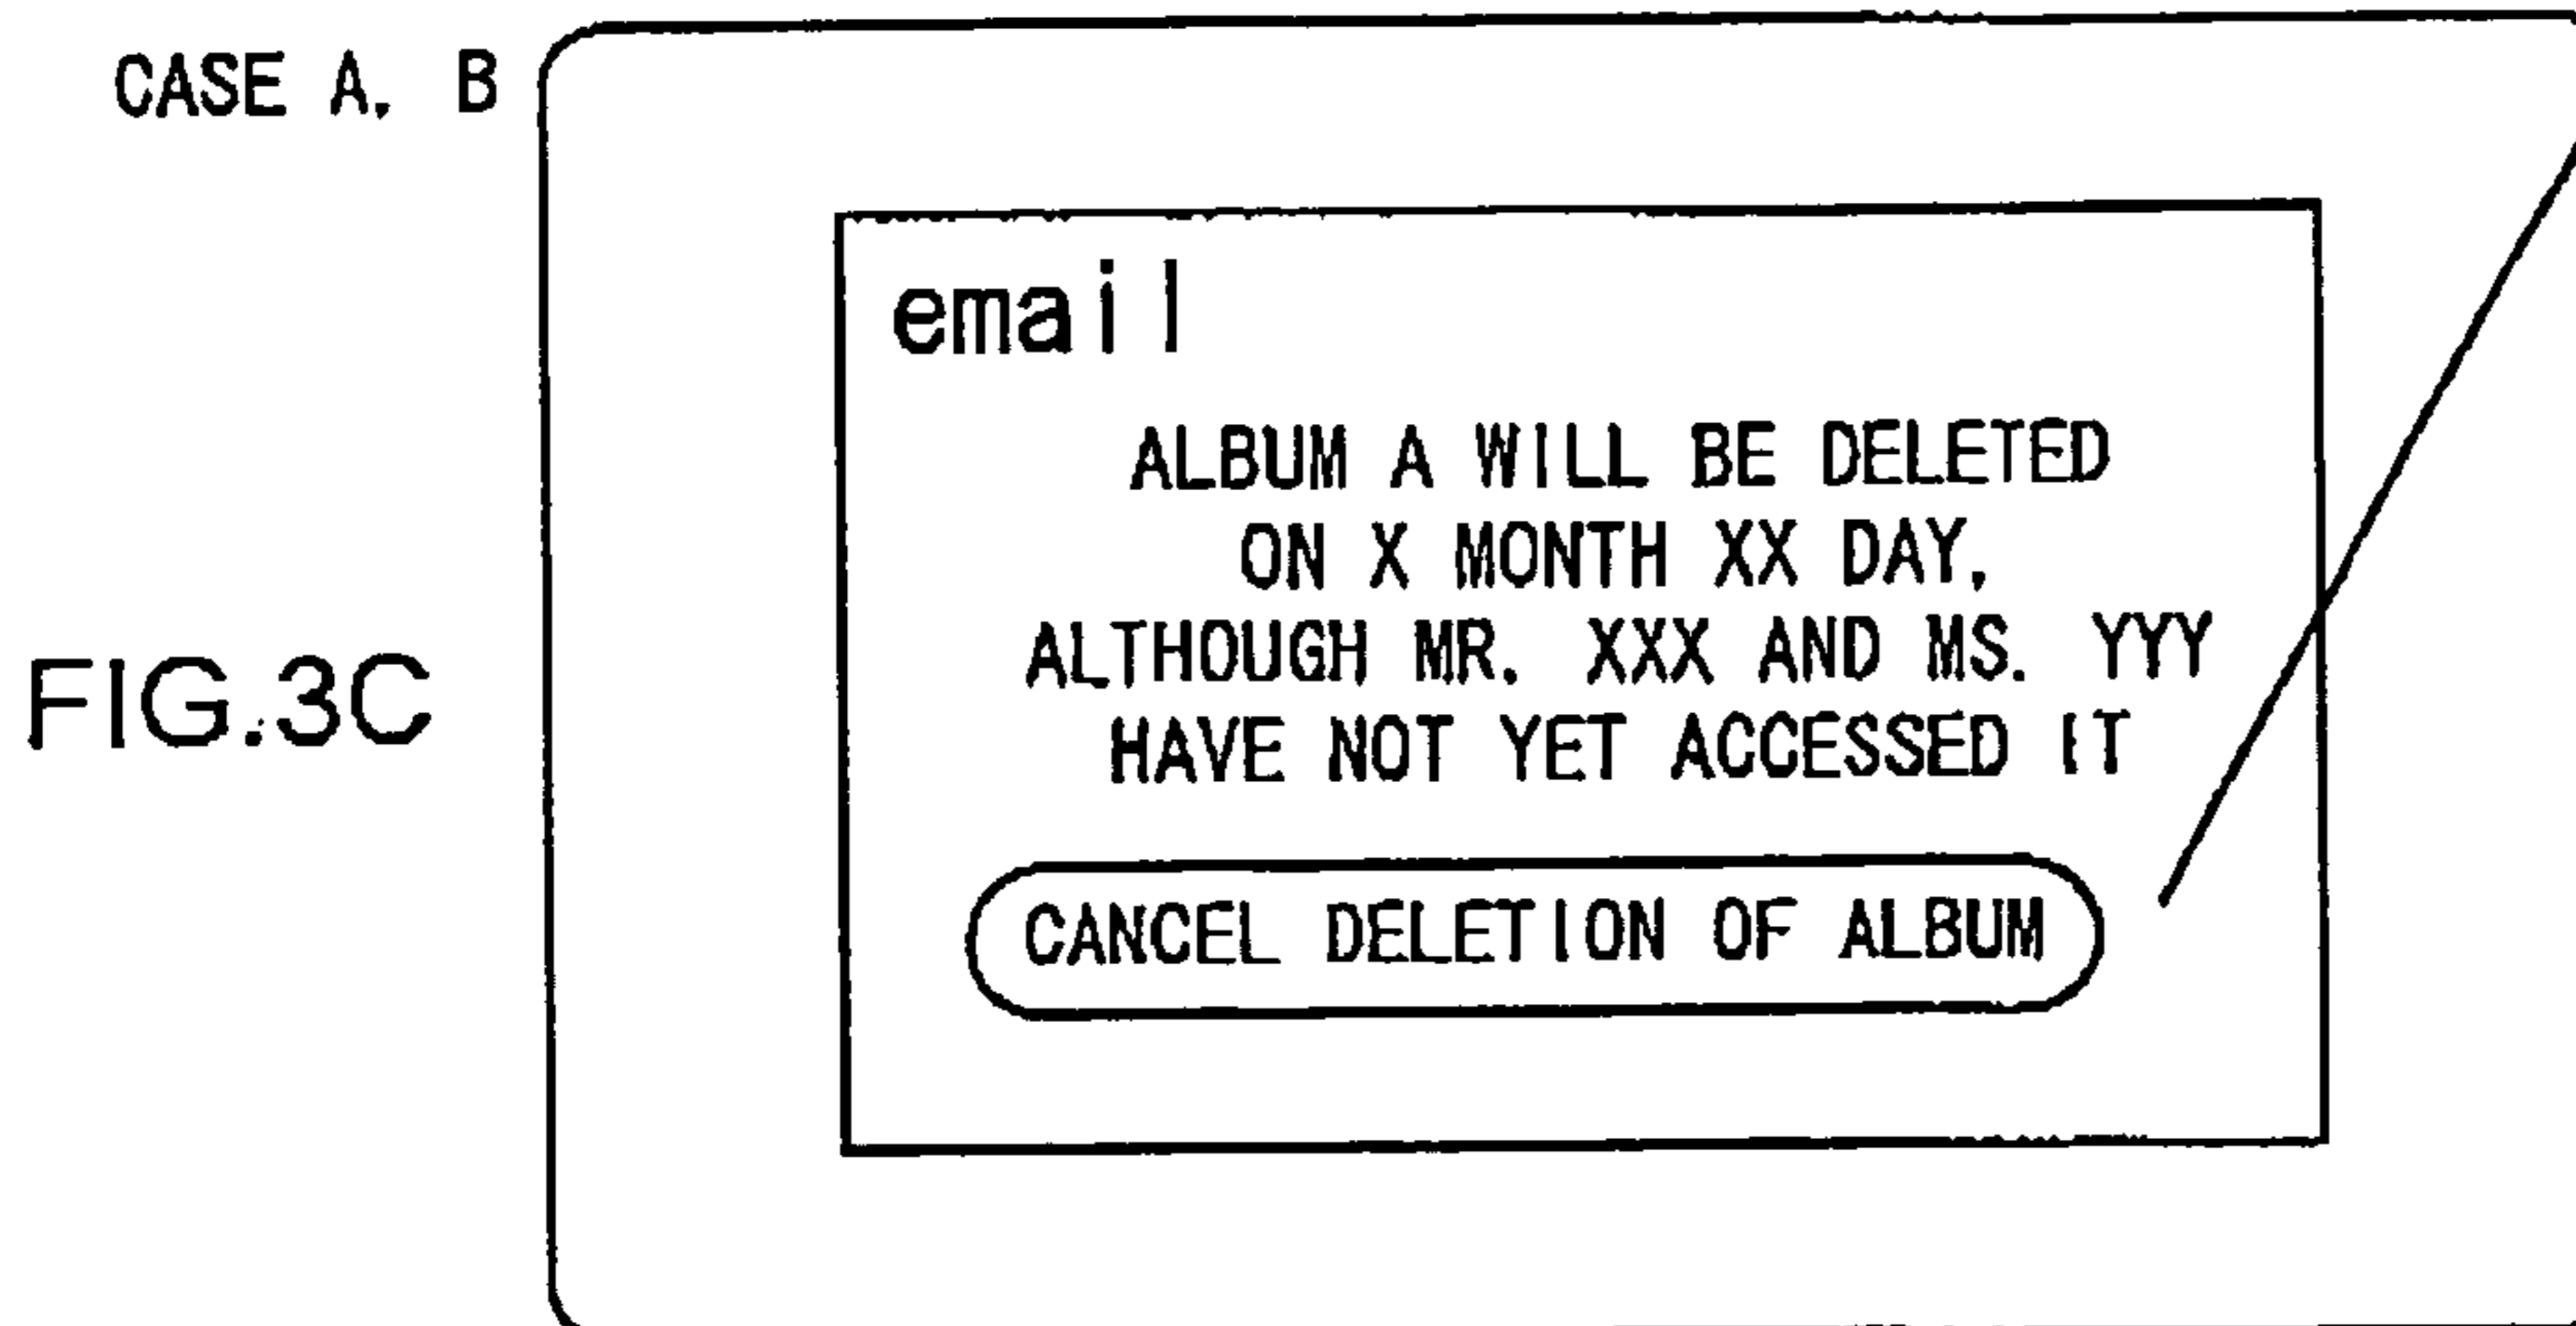 CASE A, B
email
ALBUM A WILL BE DELETED
ON X MONTH XX DAY,
ALTHOUGH MR. XXX AND MS. YYY
HAVE NOT YET ACCESSED IT
FIG.3C
CANCEL DELETION OF ALBUM